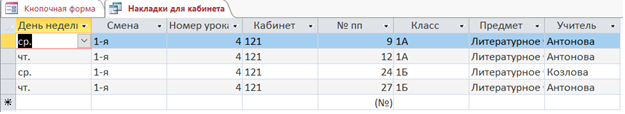 Кнопочная форма Накладки для кабинета
День недели Смена Номер урока Кабинет № пп Класс Предмет Учитель
ср. 1-я 4 121 9 1А Литературное Антонова
чт. 1-я 4 121 12 1А Литературное Антонова
ср. 1-я 4 121 24 1Б Литературное Козлова
чт. 1-я 4 121 27 1Б Литературное Антонова
(№)